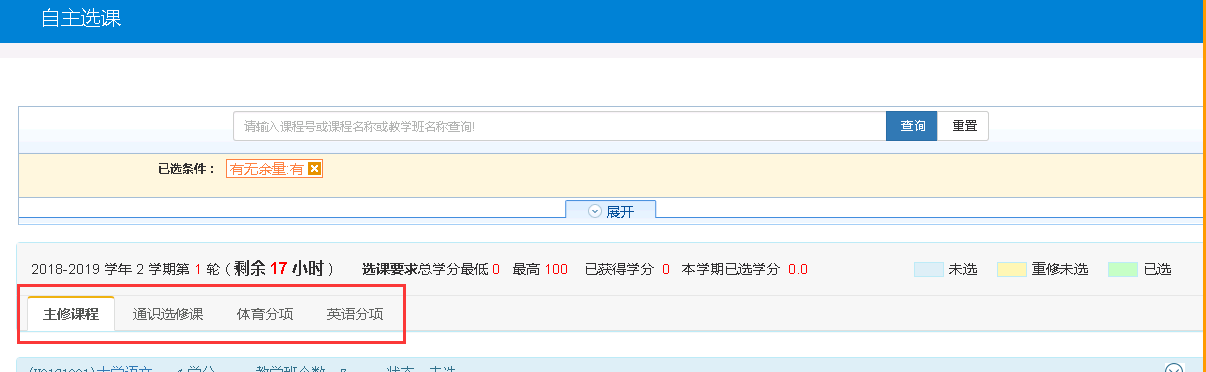 自主选课
请输入课程号或课程名称或教学班名称查询! 查询 重置
已选条件： 有无余量:有
展开
2018-2019 学年 2 学期第 1 轮（剩余 17 小时） 选课要求总学分最低 0 最高 100 已获得学分 0 本学期已选学分 0.0 未选 重修未选 已选
主修课程 通识选修课 体育分项 英语分项